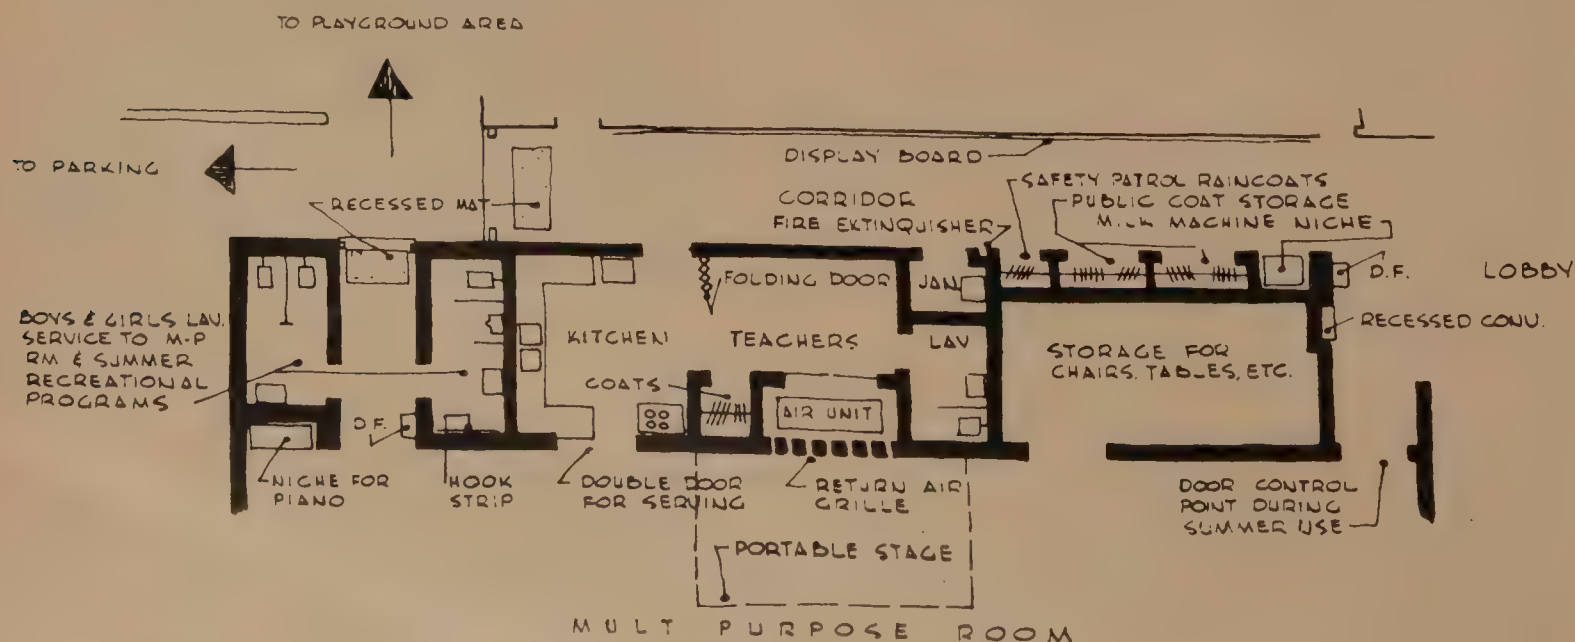 TO PLAYGROUND AREA
TO PARKING
DISPLAY BOARD
RECESSED MAT
CORRIDOR
FIRE EXTINQUISHER
SAFETY PATROL RAINCOATS
PUBLIC COAT STORAGE
MILK MACHINE NICHE
FOLDING DOOR
JAN
D.F.
LOBBY
BOYS & GIRLS LAV.
SERVICE TO M-P
RM & SUMMER
RECREATIONAL
PROGRAMS
KITCHEN
TEACHERS
LAV
RECESSED CONV.
STORAGE FOR
CHAIRS, TABLES, ETC.
COATS
AIR UNIT
D.F.
NICHE FOR
PIANO
HOOK
STRIP
DOUBLE DOOR
FOR SERVING
RETURN AIR
GRILLE
DOOR CONTROL
POINT DURING
SUMMER USE
PORTABLE STAGE
MULT PURPOSE ROOM